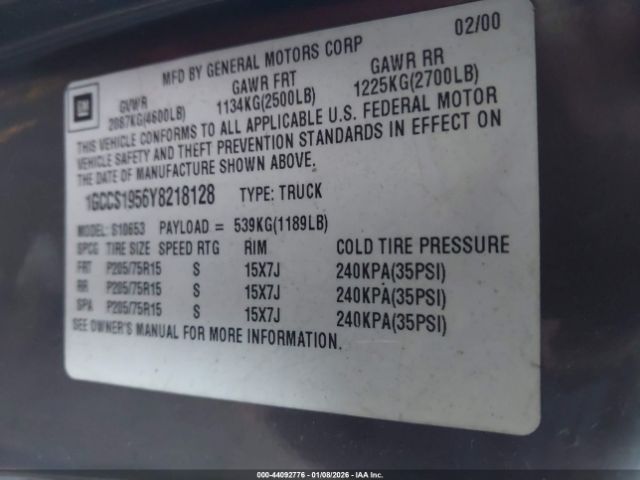 02/00
MFD BY GENERAL MOTORS CORP
GM
GVWR GAWR FRT GAWR RR
2087KG(4600LB) 1134KG(2500LB) 1225KG(2700LB)
THIS VEHICLE CONFORMS TO ALL APPLICABLE U.S. FEDERAL MOTOR
VEHICLE SAFETY AND THEFT PREVENTION STANDARDS IN EFFECT ON
THE DATE OF MANUFACTURE SHOWN ABOVE.
1GCCS1956Y8218128 TYPE: TRUCK
MODEL: S10653 PAYLOAD = 539KG(1189LB)
SPCG TIRE SIZE SPEED RTG RIM COLD TIRE PRESSURE
FRT P205/75R15 S 15X7J 240KPA(35PSI)
RR P205/75R15 S 15X7J 240KPA(35PSI)
SPA P205/75R15 S 15X7J 240KPA(35PSI)
SEE OWNER'S MANUAL FOR MORE INFORMATION.
000-44092776 - 01/08/2026 - IAA Inc.